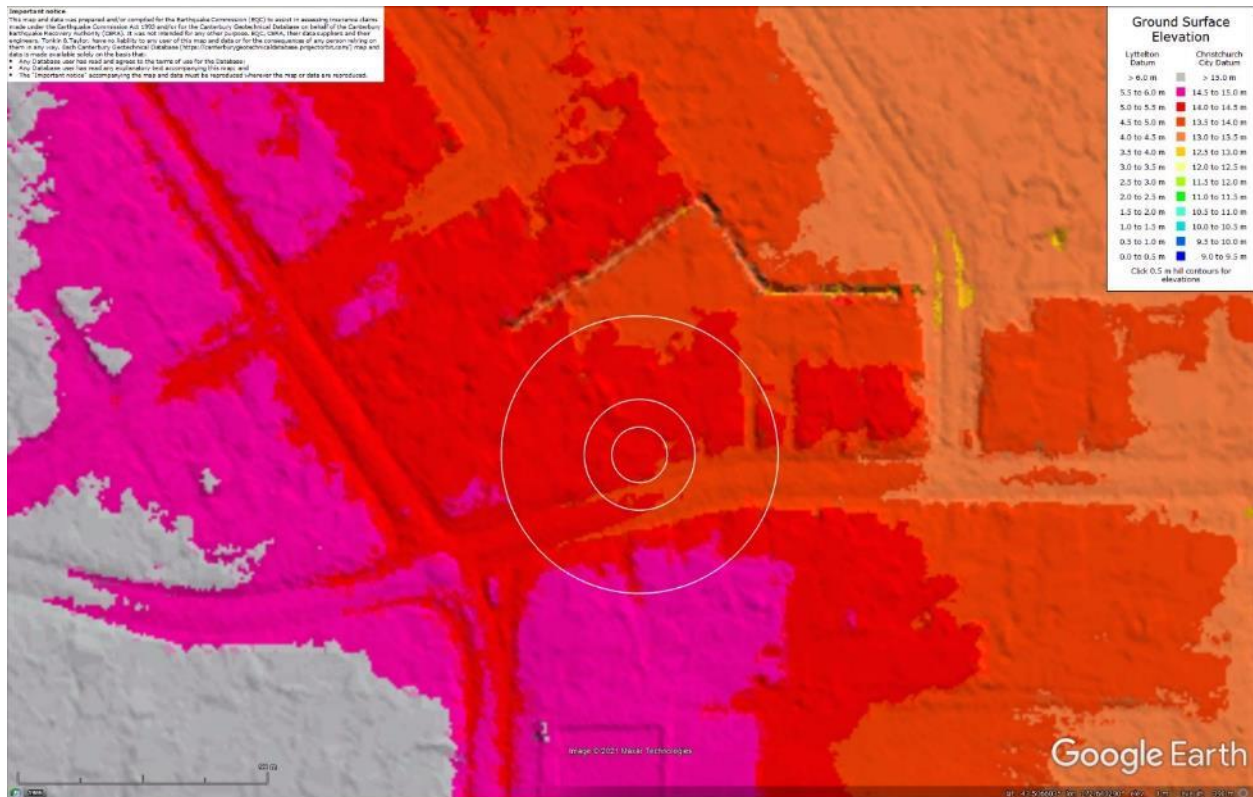 Important notice
This map and data was prepared and/or compiled for the Earthquake Commission (EQC) to assist in assessing insurance claims
made under the Earthquake Commission Act 1993 and/or for the Canterbury Geotechnical Database on behalf of the Canterbury
Earthquake Recovery Authority (CERA). It was not intended for any other purpose. EQC, CERA, their data suppliers and their
engineers, Tonkin & Taylor, have no liability to any user of this map and data or for the consequences of any person relying on
them in any way. Each Canterbury Geotechnical Database (https://canterburygeotechnicaldatabase.projectorbit.com/) map and
data is made available solely on the basis that:
• Any Database user has read and agrees to the terms of use for the Database;
• Any Database user has read any explanatory text accompanying this map; and
• The "Important notice" accompanying the map and data must be reproduced wherever the map or data are reproduced.
Ground Surface
Elevation
Lyttelton Christchurch
Datum City Datum
> 6.0 m > 15.0 m
5.5 to 6.0 m 14.5 to 15.0 m
5.0 to 5.5 m 14.0 to 14.5 m
4.5 to 5.0 m 13.5 to 14.0 m
4.0 to 4.5 m 13.0 to 13.5 m
3.5 to 4.0 m 12.5 to 13.0 m
3.0 to 3.5 m 12.0 to 12.5 m
2.5 to 3.0 m 11.5 to 12.0 m
2.0 to 2.5 m 11.0 to 11.5 m
1.5 to 2.0 m 10.5 to 11.0 m
1.0 to 1.5 m 10.0 to 10.5 m
0.5 to 1.0 m 9.5 to 10.0 m
0.0 to 0.5 m 9.0 to 9.5 m
Click 0.5 m hill contours for
elevations
Image © 2021 Maxar Technologies
Google Earth